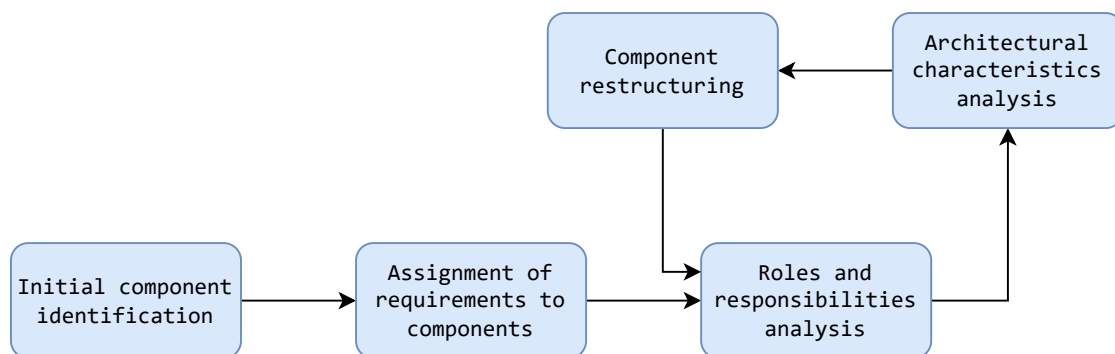 Component
restructuring
Architectural
characteristics
analysis
Initial component
identification
Assignment of
requirements to
components
Roles and
responsibilities
analysis